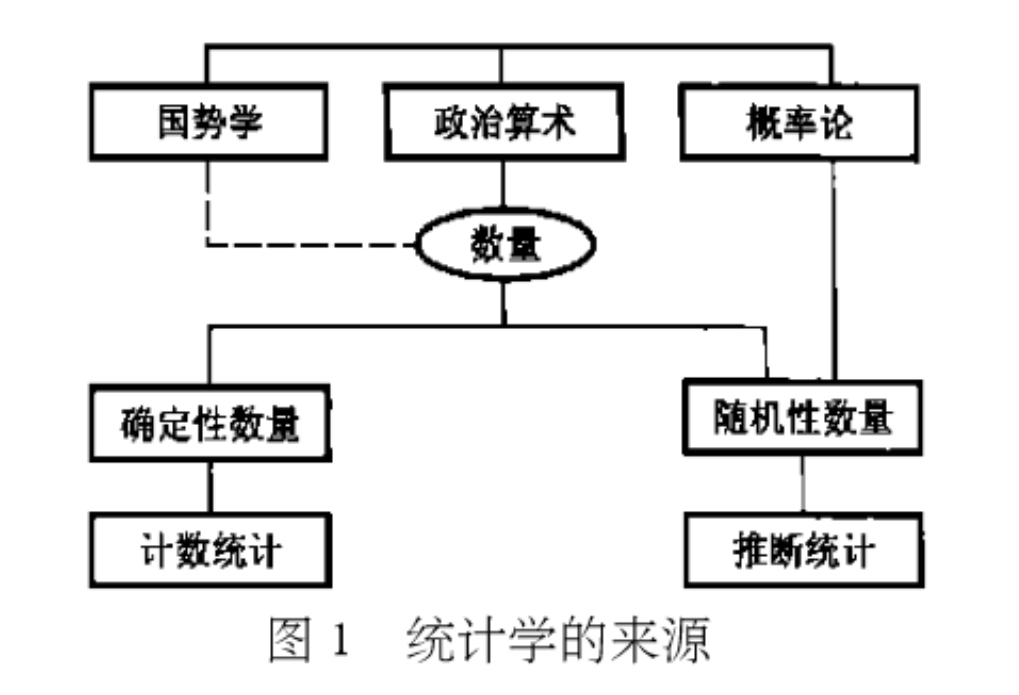 国势学 政治算术 概率论
数量
确定性数量 随机性数量
计数统计 推断统计
图1 统计学的来源